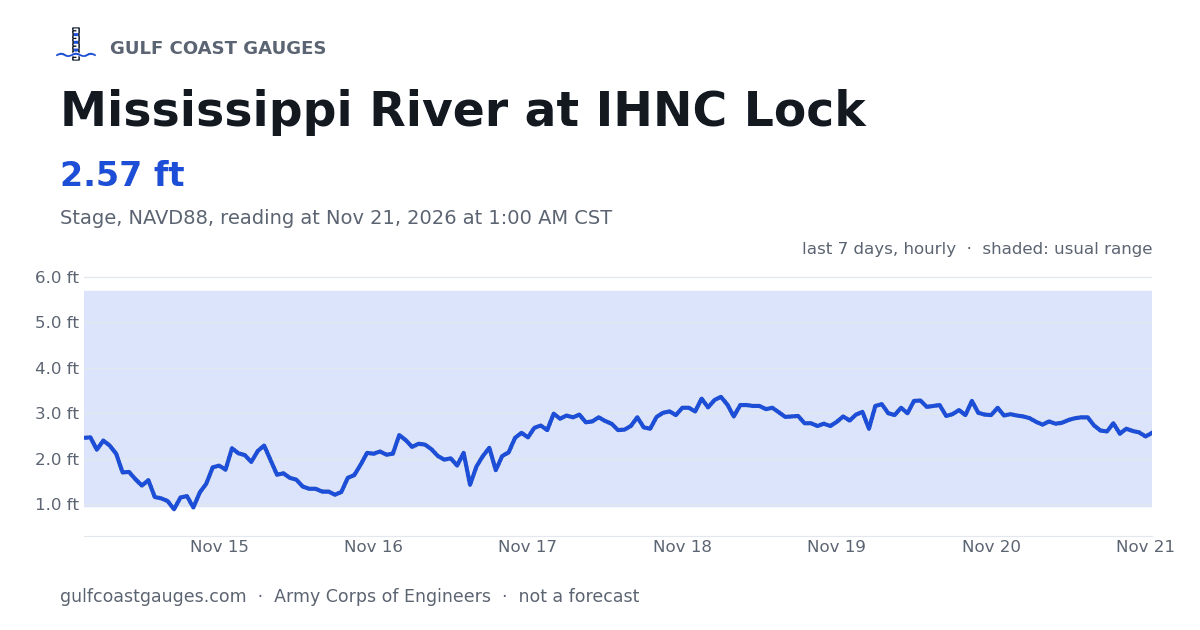 GULF COAST GAUGES
Mississippi River at IHNC Lock
2.57 ft
Stage, NAVD88, reading at Nov 21, 2026 at 1:00 AM CST
last 7 days, hourly · shaded: usual range
6.0 ft
5.0 ft
4.0 ft
3.0 ft
2.0 ft
1.0 ft
Nov 15 Nov 16 Nov 17 Nov 18 Nov 19 Nov 20 Nov 21
gulfcoastgauges.com · Army Corps of Engineers · not a forecast